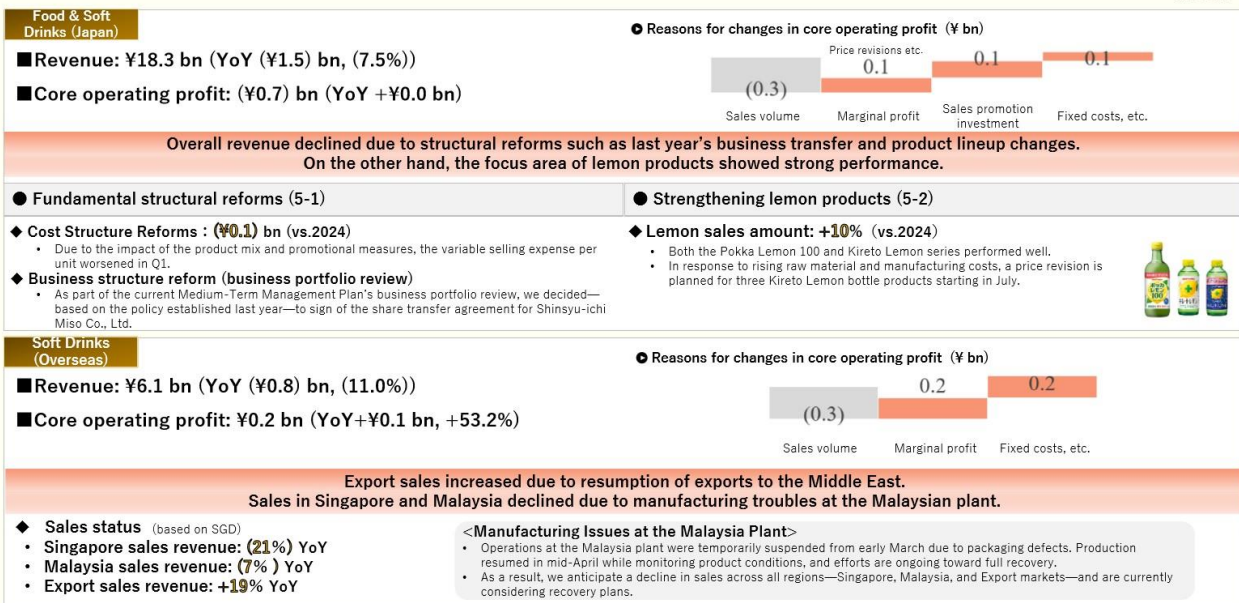 Food & Soft
Drinks (Japan)
■Revenue: ¥18.3 bn (YoY (¥1.5) bn, (7.5%))
■Core operating profit: (¥0.7) bn (YoY +¥0.0 bn)
Reasons for changes in core operating profit (¥ bn)
Price revisions etc.
(0.3)
0.1
0.1
0.1
Sales volume
Marginal profit
Sales promotion
investment
Fixed costs, etc.
Overall revenue declined due to structural reforms such as last year's business transfer and product lineup changes.
On the other hand, the focus area of lemon products showed strong performance.
● Fundamental structural reforms (5-1)
◆ Cost Structure Reforms : (¥0.1) bn (vs.2024)
• Due to the impact of the product mix and promotional measures, the variable selling expense per
unit worsened in Q1.
◆ Business structure reform (business portfolio review)
• As part of the current Medium-Term Management Plan's business portfolio review, we decided—
based on the policy established last year—to sign of the share transfer agreement for Shinsyu-ichi
Miso Co., Ltd.
● Strengthening lemon products (5-2)
◆ Lemon sales amount: +10% (vs.2024)
• Both the Pokka Lemon 100 and Kireto Lemon series performed well.
• In response to rising raw material and manufacturing costs, a price revision is
planned for three Kireto Lemon bottle products starting in July.
Soft Drinks
(Overseas)
■Revenue: ¥6.1 bn (YoY (¥0.8) bn, (11.0%))
■Core operating profit: ¥0.2 bn (YoY+¥0.1 bn, +53.2%)
Reasons for changes in core operating profit (¥ bn)
(0.3)
0.2
0.2
Sales volume
Marginal profit
Fixed costs, etc.
Export sales increased due to resumption of exports to the Middle East.
Sales in Singapore and Malaysia declined due to manufacturing troubles at the Malaysian plant.
◆ Sales status (based on SGD)
• Singapore sales revenue: (21%) YoY
• Malaysia sales revenue: (7% ) YoY
• Export sales revenue: +19% YoY
<Manufacturing Issues at the Malaysia Plant>
• Operations at the Malaysia plant were temporarily suspended from early March due to packaging defects. Production
resumed in mid-April while monitoring product conditions, and efforts are ongoing toward full recovery.
• As a result, we anticipate a decline in sales across all regions—Singapore, Malaysia, and Export markets—and are currently
considering recovery plans.